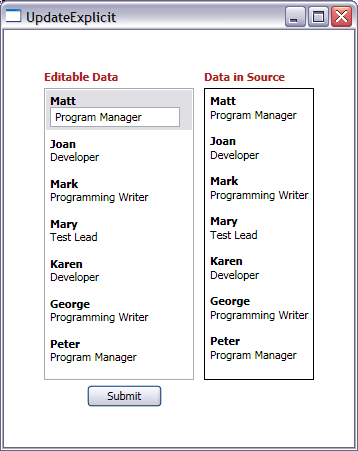 UpdateExplicit
Editable Data
Matt
Program Manager
Joan
Developer
Mark
Programming Writer
Mary
Test Lead
Karen
Developer
George
Programming Writer
Peter
Program Manager
Data in Source
Matt
Program Manager
Joan
Developer
Mark
Programming Writer
Mary
Test Lead
Karen
Developer
George
Programming Writer
Peter
Program Manager
Submit